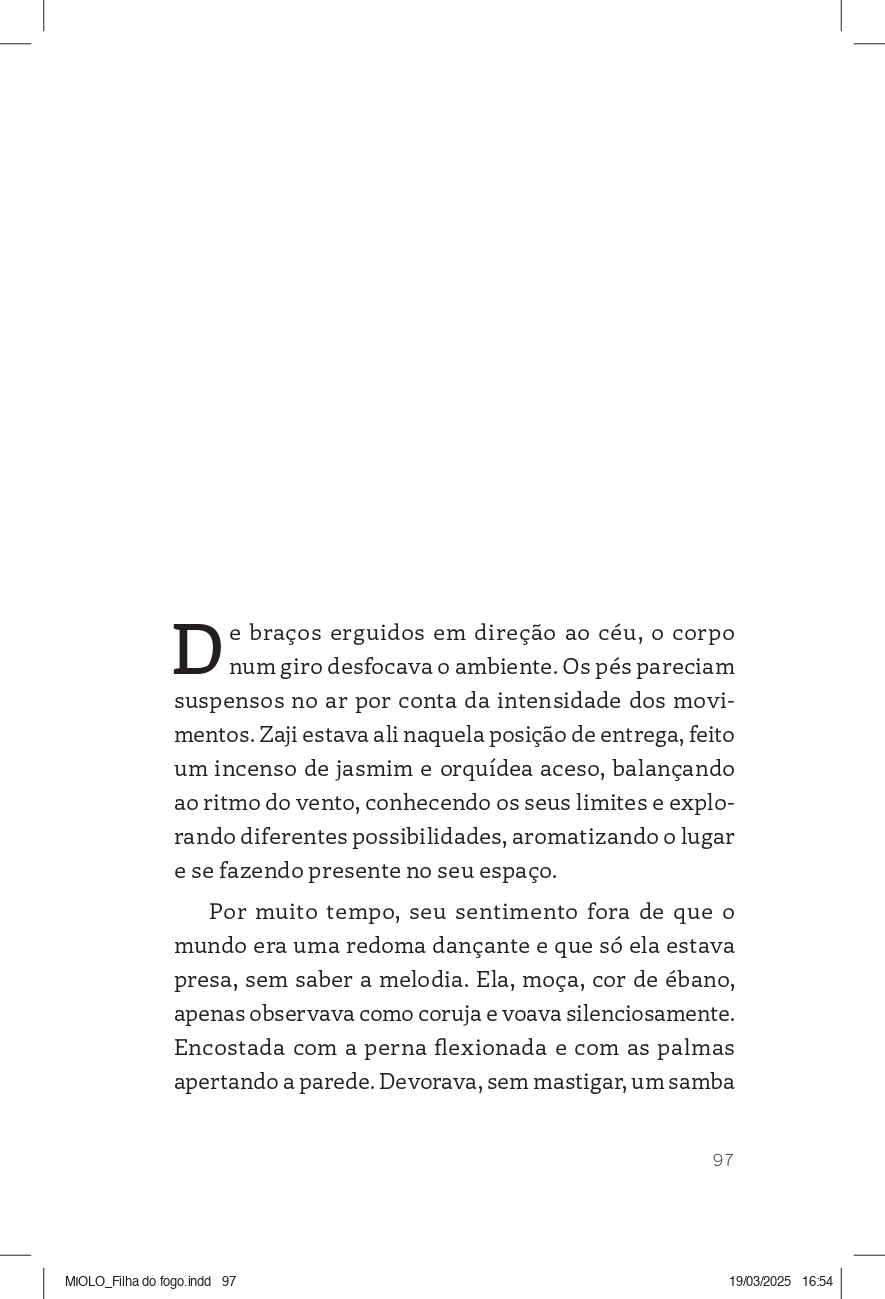 De braços erguidos em direção ao céu, o corpo
num giro desfocava o ambiente. Os pés pareciam
suspensos no ar por conta da intensidade dos movi-
mentos. Zaji estava ali naquela posição de entrega, feito
um incenso de jasmim e orquídea aceso, balançando
ao ritmo do vento, conhecendo os seus limites e explo-
rando diferentes possibilidades, aromatizando o lugar
e se fazendo presente no seu espaço.
Por muito tempo, seu sentimento fora de que o
mundo era uma redoma dançante e que só ela estava
presa, sem saber a melodia. Ela, moça, cor de ébano,
apenas observava como coruja e voava silenciosamente.
Encostada com a perna flexionada e com as palmas
apertando a parede. Devorava, sem mastigar, um samba
97
MIOLO_Filha do fogo.indd 97
19/03/2025 16:54